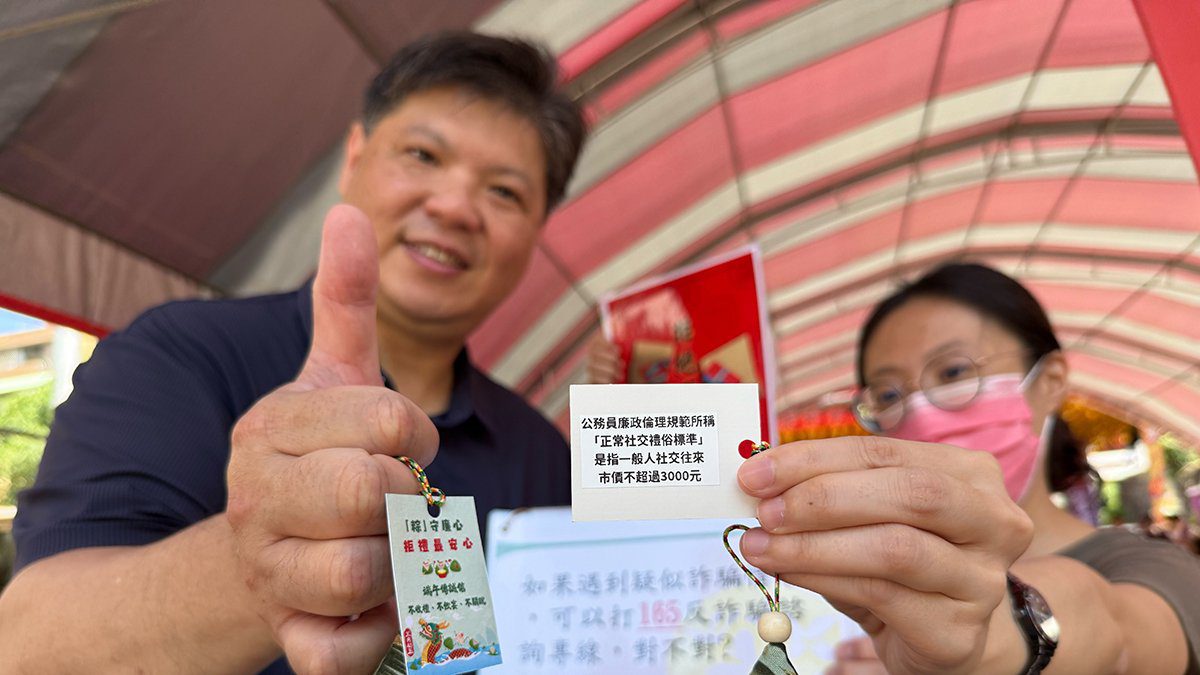 公務員廉政倫理規範所稱
「正常社交禮俗標準」
是指一般人社交往來
市價不超過3000元
「粽」守廉心
拒禮最安心
端午傳誠信
不收禮、不飲宴、不關說
如果遇到疑似詐騙情
,可以打165反詐騙諮
詢專線,對不對?